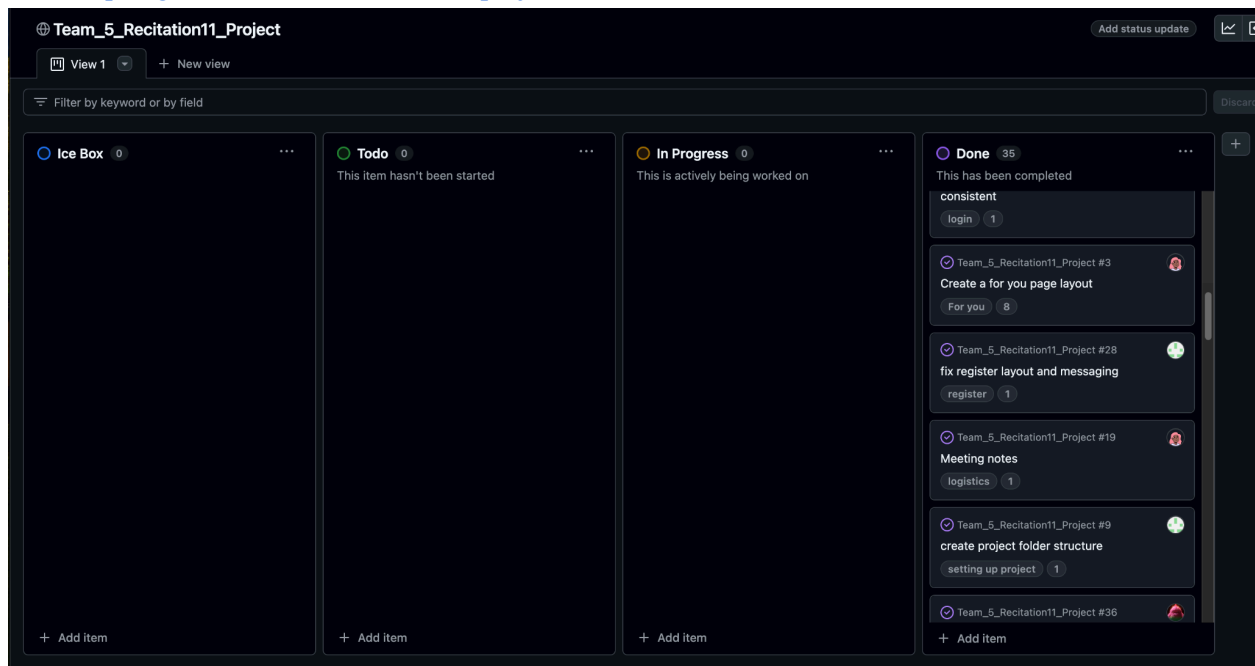 Team_5_Recitation11_Project
Add status update
View 1
+ New view
Filter by keyword or by field
Discard
Ice Box 0 ...
+ Add item
Todo 0 ...
This item hasn't been started
+ Add item
In Progress 0 ...
This is actively being worked on
+ Add item
Done 35 ...
This has been completed
consistent
login 1
Team_5_Recitation11_Project #3
Create a for you page layout
For you 8
Team_5_Recitation11_Project #28
fix register layout and messaging
register 1
Team_5_Recitation11_Project #19
Meeting notes
logistics 1
Team_5_Recitation11_Project #9
create project folder structure
setting up project 1
Team_5_Recitation11_Project #36
+ Add item
+